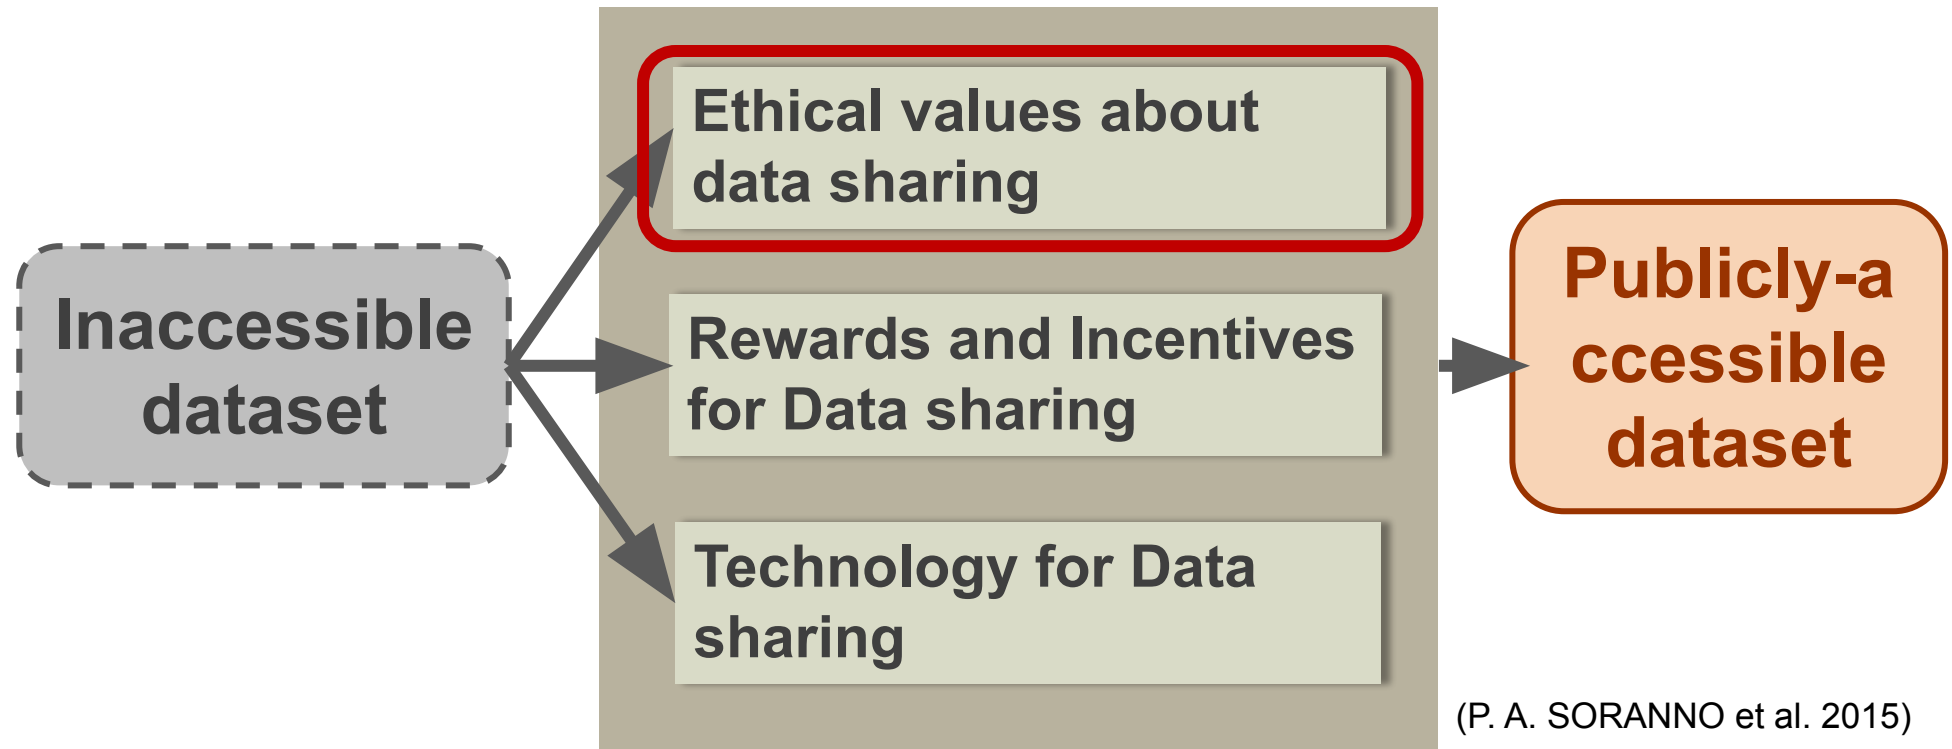 Ethical values about
data sharing
Inaccessible
dataset
Rewards and Incentives
for Data sharing
Technology for Data
sharing
Publicly-a
ccessible
dataset
(P. A. SORANNO et al. 2015)